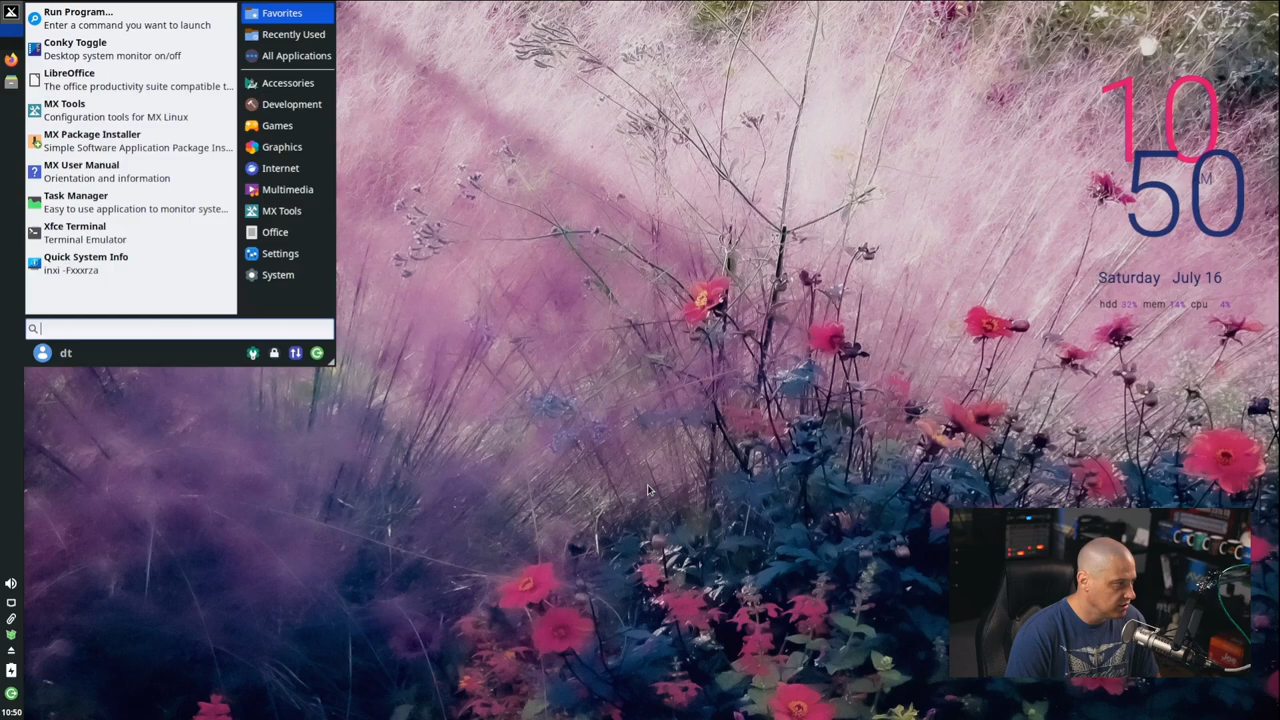 Run Program...
Enter a command you want to launch
Conky Toggle
Desktop system monitor on/off
LibreOffice
The office productivity suite compatible t...
MX Tools
Configuration tools for MX Linux
MX Package Installer
Simple Software Application Package Ins...
MX User Manual
Orientation and information
Task Manager
Easy to use application to monitor syste...
Xfce Terminal
Terminal Emulator
Quick System Info
inxi -Fxxxrza
Favorites
Recently Used
All Applications
Accessories
Development
Games
Graphics
Internet
Multimedia
MX Tools
Office
Settings
System
dt
10
50
AM
Saturday July 16
hdd 32% mem 14% cpu 4%
10:50